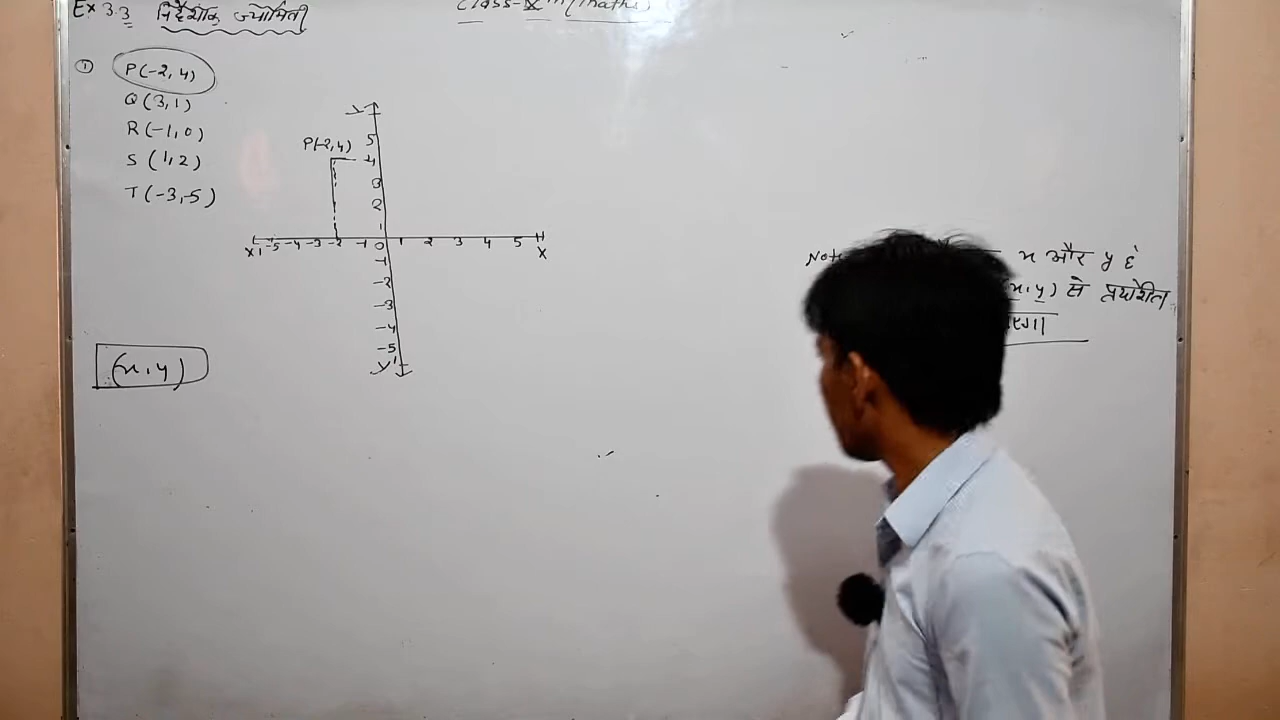 Ex 3.3 निर्देशांक ज्यामिती
Class-IX
① P(-2,4)
Q(3,1)
R(-1,0)
S(1,2)
T(-3,-5)
Y
5
P(-2,4) 4
3
2
1
X' -5 -4 -3 -2 -1 0 1 2 3 4 5 X
-1
-2
-3
-4
-5
Y'
(x,y)
Note x और y
(x,y) से